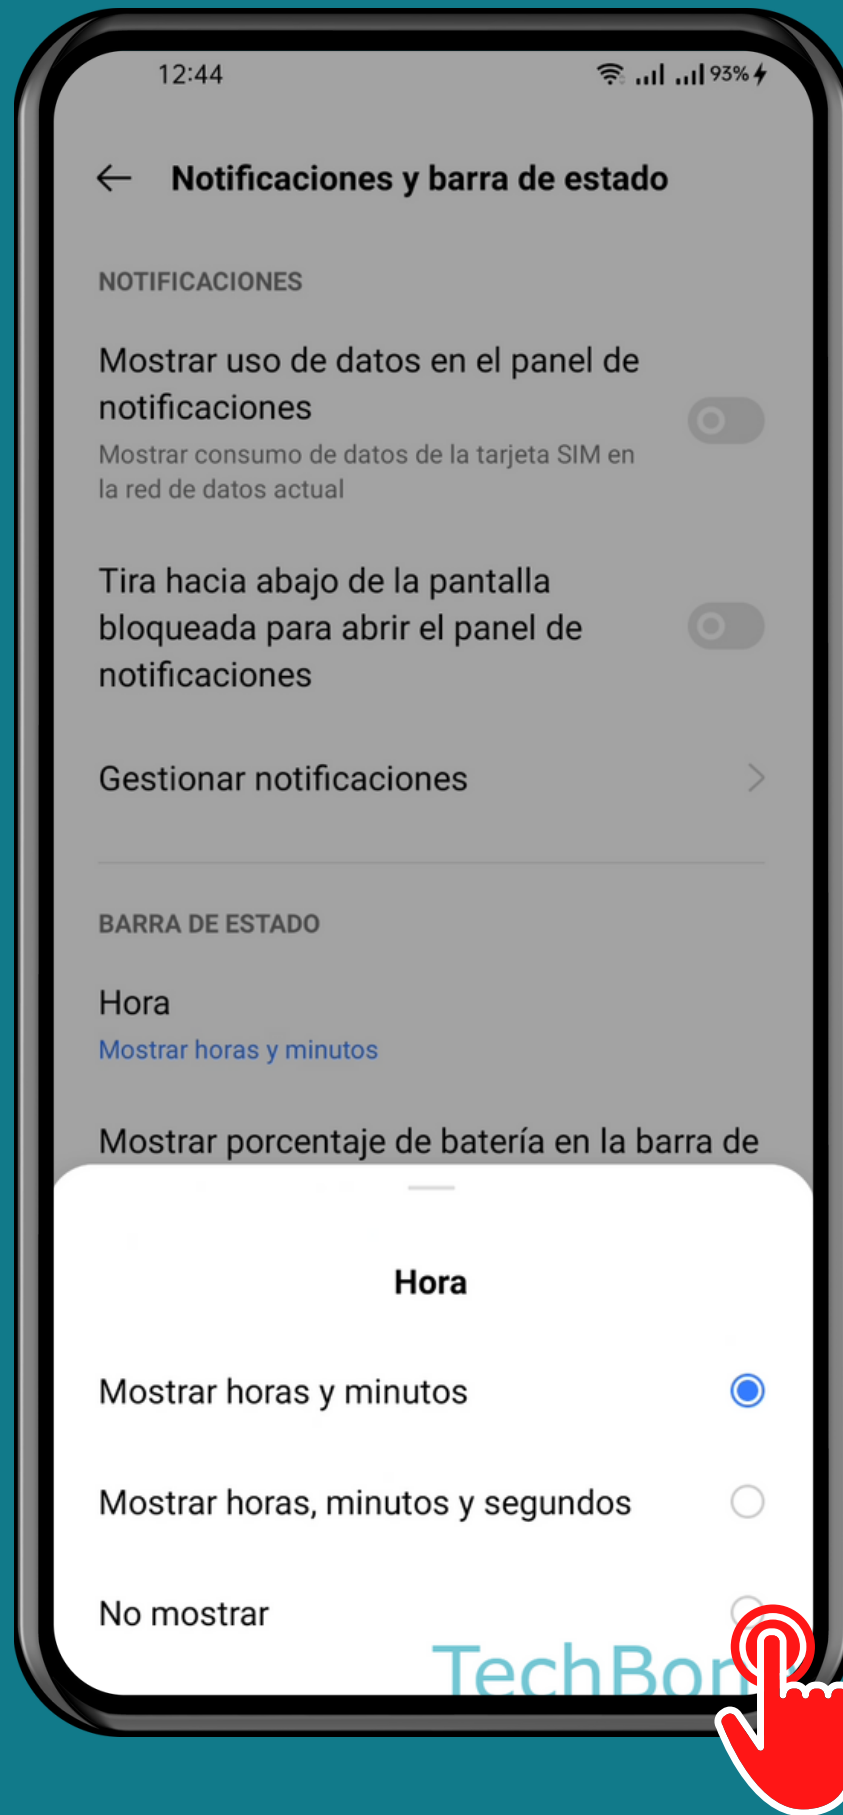 12:44
93%
Notificaciones y barra de estado
NOTIFICACIONES
Mostrar uso de datos en el panel de
notificaciones
Mostrar consumo de datos de la tarjeta SIM en
la red de datos actual
Tira hacia abajo de la pantalla
bloqueada para abrir el panel de
notificaciones
Gestionar notificaciones
BARRA DE ESTADO
Hora
Mostrar horas y minutos
Mostrar porcentaje de batería en la barra de
Hora
Mostrar horas y minutos
Mostrar horas, minutos y segundos
No mostrar